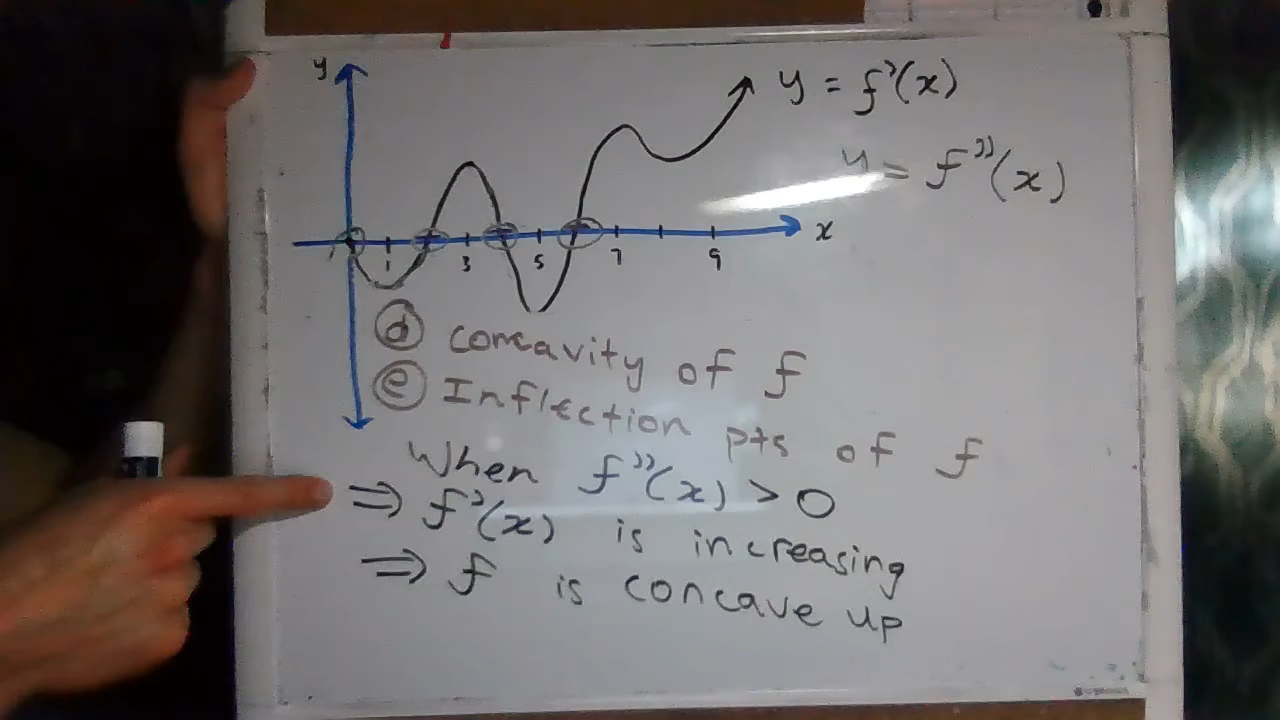 y
y = f'(x)
y = f''(x)
x
1 3 5 7 9
(d) concavity of f
(e) Inflection pts of f
When f''(x) > 0
⇒ f'(x) is increasing
⇒ f is concave up